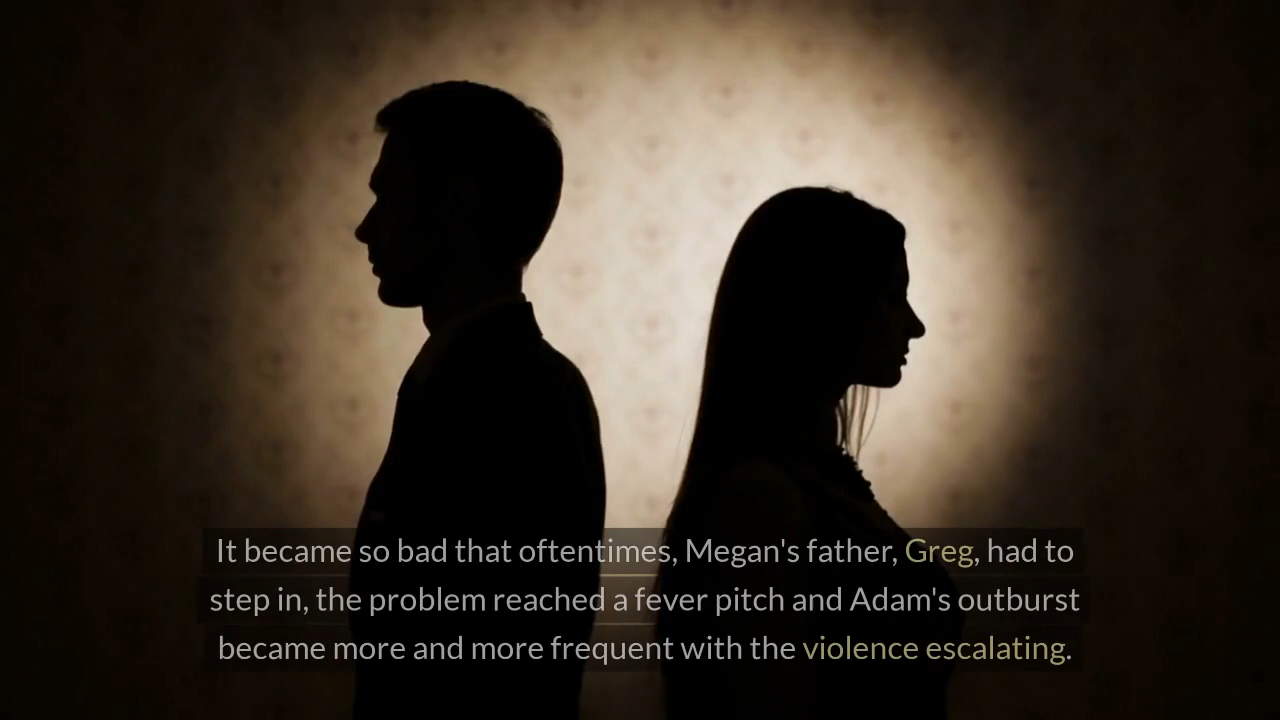 It became so bad that oftentimes, Megan's father, Greg, had to
step in, the problem reached a fever pitch and Adam's outburst
became more and more frequent with the violence escalating.